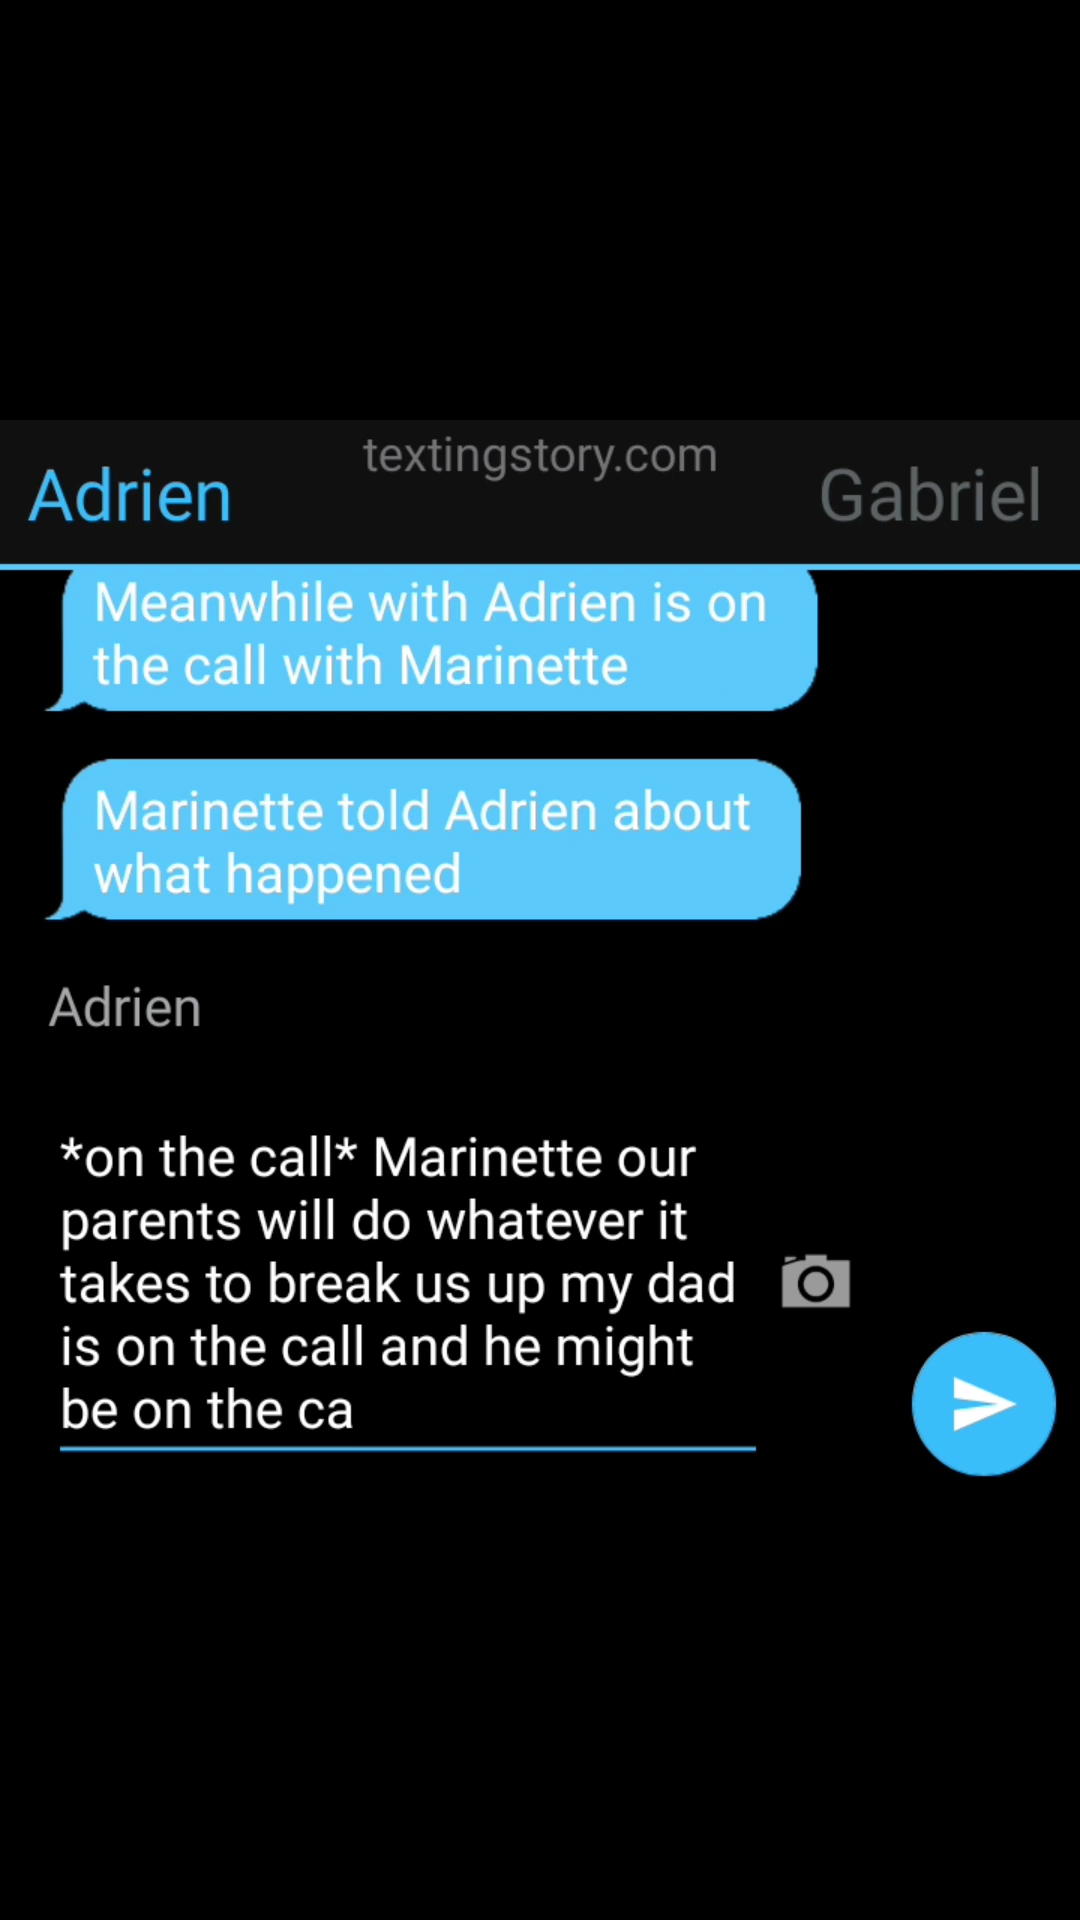 textingstory.com
Adrien
Gabriel
Meanwhile with Adrien is on
the call with Marinette
Marinette told Adrien about
what happened
Adrien
*on the call* Marinette our
parents will do whatever it
takes to break us up my dad
is on the call and he might
be on the ca